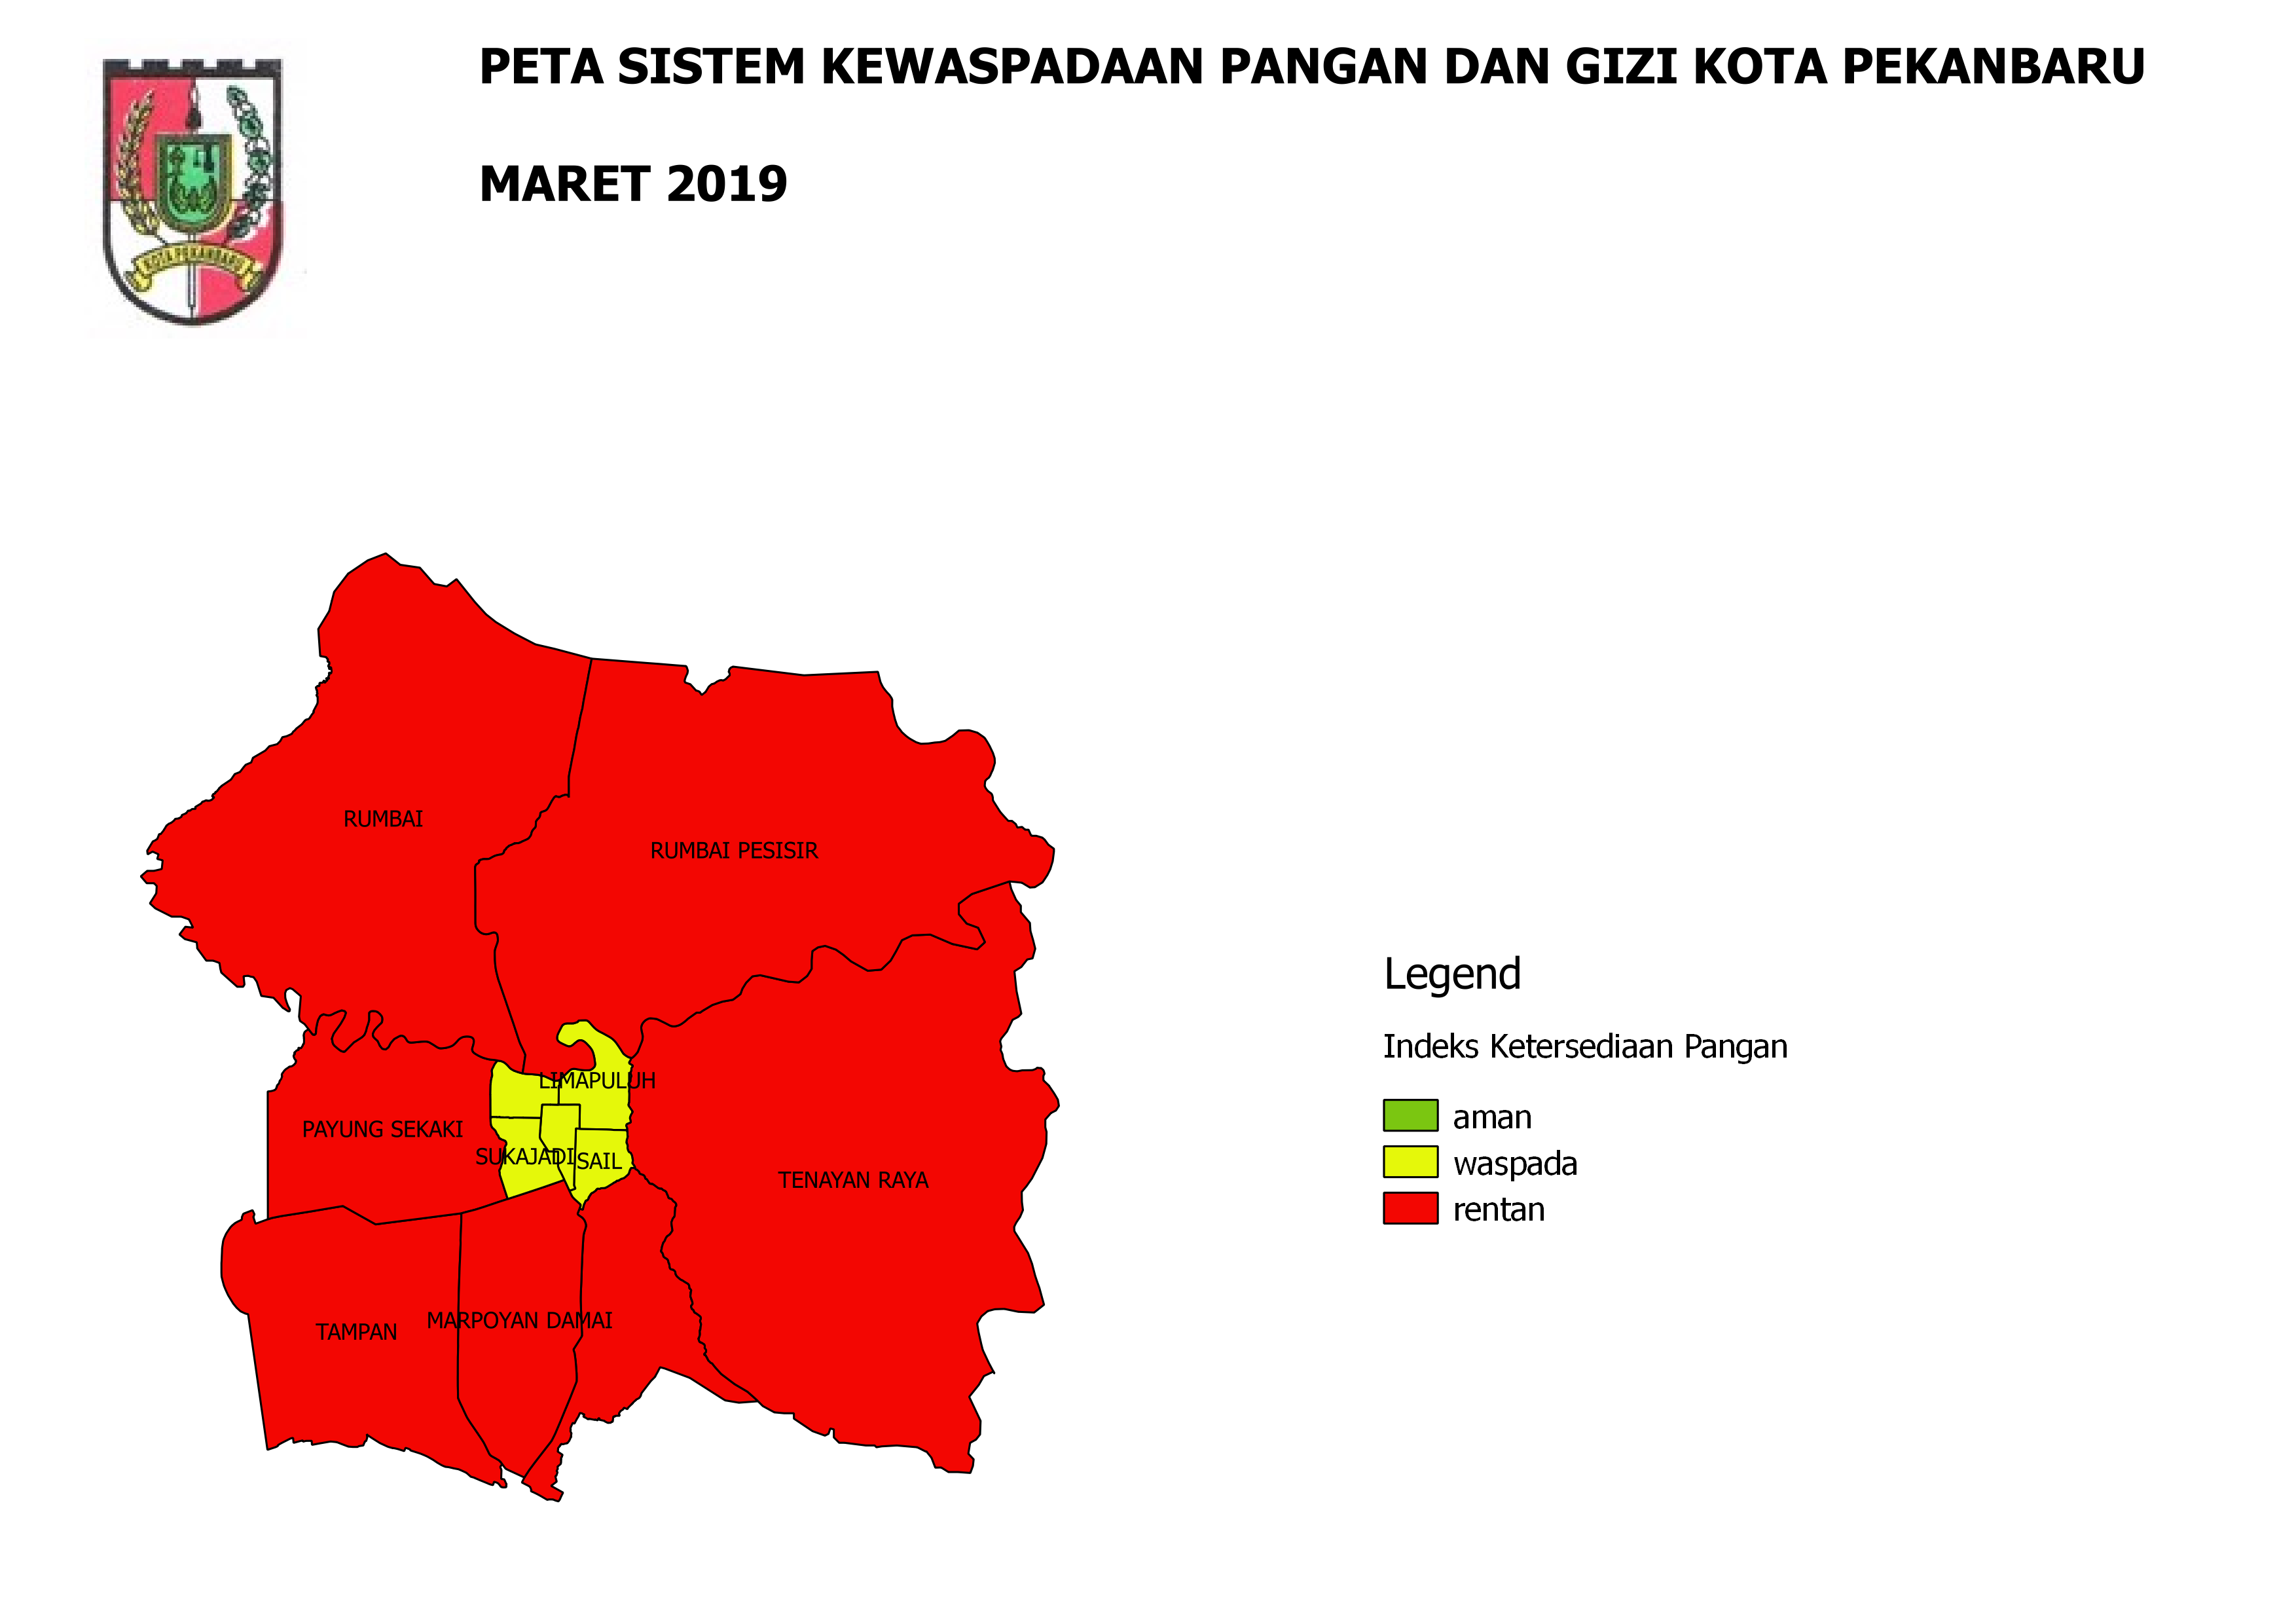 PETA SISTEM KEWASPADAAN PANGAN DAN GIZI KOTA PEKANBARU
MARET 2019
KOTA PEKANBARU
RUMBAI
RUMBAI PESISIR
LIMAPULUH
PAYUNG SEKAKI
SUKAJADI
SAIL
TENAYAN RAYA
MARPOYAN DAMAI
TAMPAN
Legend
Indeks Ketersediaan Pangan
aman
waspada
rentan